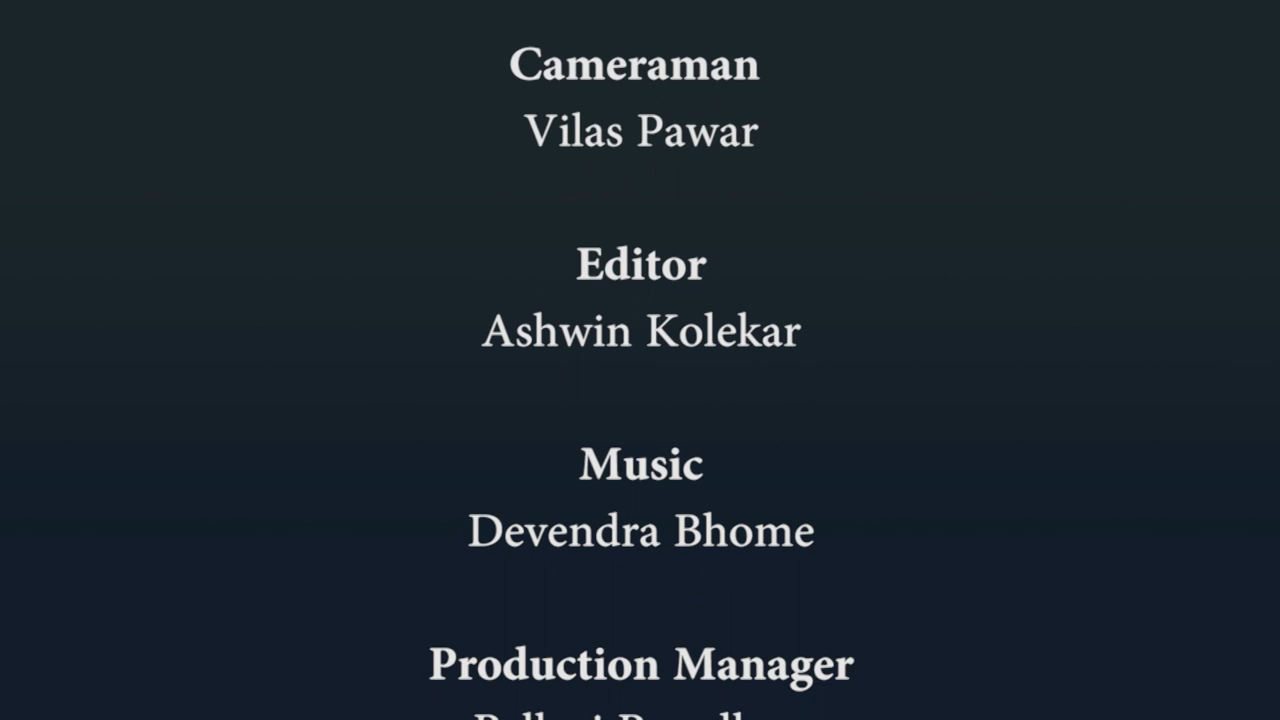 Cameraman
Vilas Pawar
Editor
Ashwin Kolekar
Music
Devendra Bhome
Production Manager